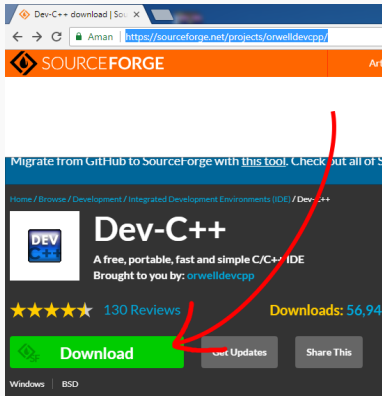 Dev-C++ download | Sou
Aman
https://sourceforge.net/projects/orwelldevcpp/
SOURCEFORGE
Migrate from GitHub to SourceForge with this tool. Check out all of S
Home / Browse / Development / Integrated Development Environments (IDE) / Dev-C++
DEV
C++
Dev-C++
A free, portable, fast and simple C/C++ IDE
Brought to you by: orwelldevcpp
130 Reviews
Downloads: 56,94
Download
Get Updates
Share This
Windows | BSD